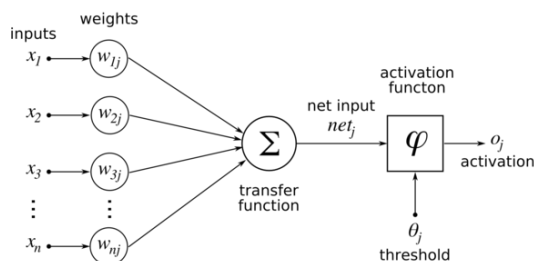 inputs
weights
x₁
w₁ⱼ
x₂
w₂ⱼ
x₃
w₃ⱼ
⋮
⋮
xₙ
wₙⱼ
Σ
transfer
function
net input
netⱼ
activation
functon
φ
oⱼ
activation
θⱼ
threshold